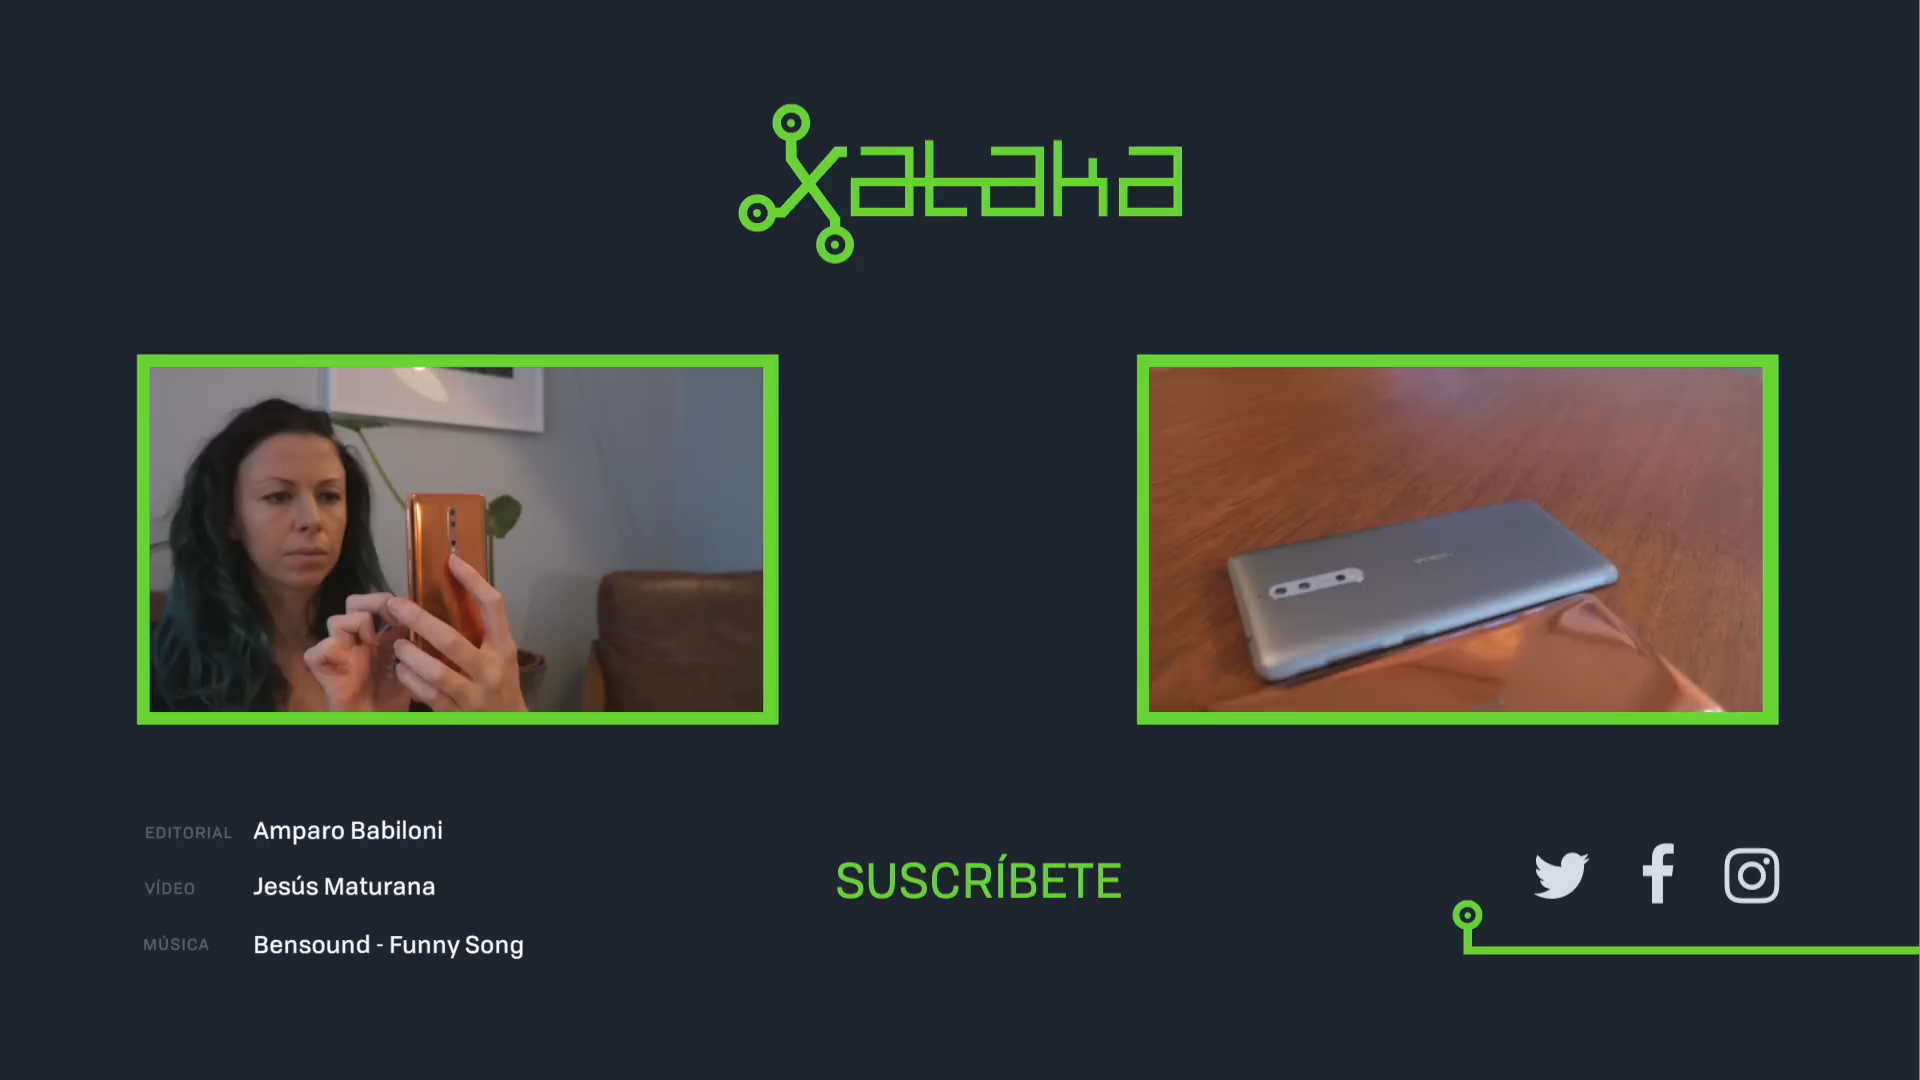 xataka
EDITORIAL Amparo Babiloni
VÍDEO Jesús Maturana
MÚSICA Bensound - Funny Song
SUSCRÍBETE